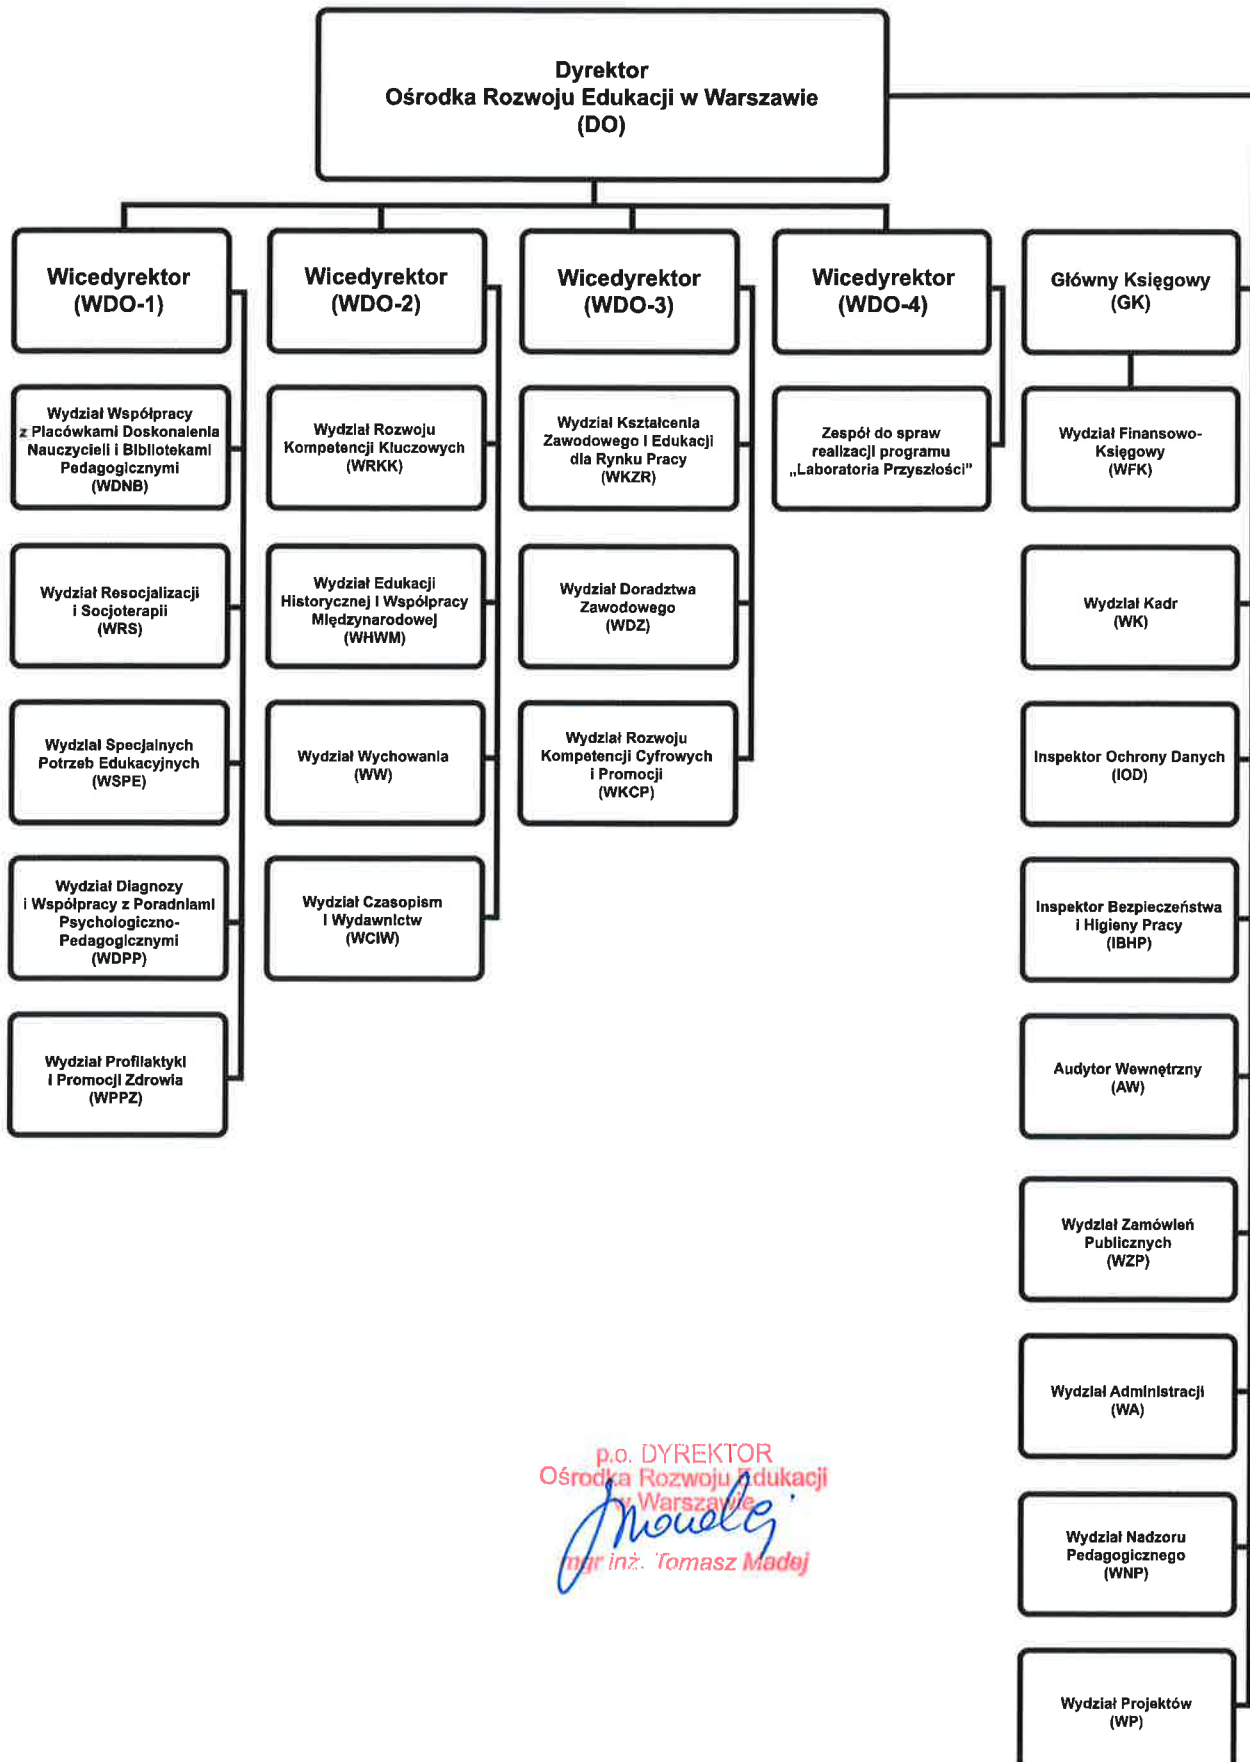 Dyrektor
Ośrodka Rozwoju Edukacji w Warszawie
(DO)
Wicedyrektor
(WDO-1)
Wydział Współpracy
z Placówkami Doskonalenia
Nauczycieli i Bibliotekami
Pedagogicznymi
(WDNB)
Wydział Resocjalizacji
i Socjoterapii
(WRS)
Wydział Specjalnych
Potrzeb Edukacyjnych
(WSPE)
Wydział Diagnozy
i Współpracy z Poradniami
Psychologiczno-
Pedagogicznymi
(WDPP)
Wydział Profilaktyki
i Promocji Zdrowia
(WPPZ)
Wicedyrektor
(WDO-2)
Wydział Rozwoju
Kompetencji Kluczowych
(WRKK)
Wydział Edukacji
Historycznej i Współpracy
Międzynarodowej
(WHWM)
Wydział Wychowania
(WW)
Wydział Czasopism
i Wydawnictw
(WCIW)
Wicedyrektor
(WDO-3)
Wydział Kształcenia
Zawodowego i Edukacji
dla Rynku Pracy
(WKZR)
Wydział Doradztwa
Zawodowego
(WDZ)
Wydział Rozwoju
Kompetencji Cyfrowych
i Promocji
(WKCP)
Wicedyrektor
(WDO-4)
Zespół do spraw
realizacji programu
„Laboratoria Przyszłości”
Główny Księgowy
(GK)
Wydział Finansowo-
Księgowy
(WFK)
Wydział Kadr
(WK)
Inspektor Ochrony Danych
(IOD)
Inspektor Bezpieczeństwa
i Higieny Pracy
(IBHP)
Audytor Wewnętrzny
(AW)
Wydział Zamówień
Publicznych
(WZP)
Wydział Administracji
(WA)
Wydział Nadzoru
Pedagogicznego
(WNP)
Wydział Projektów
(WP)
p.o. DYREKTOR
Ośrodka Rozwoju Edukacji
w Warszawie
mgr inż. Tomasz Madej